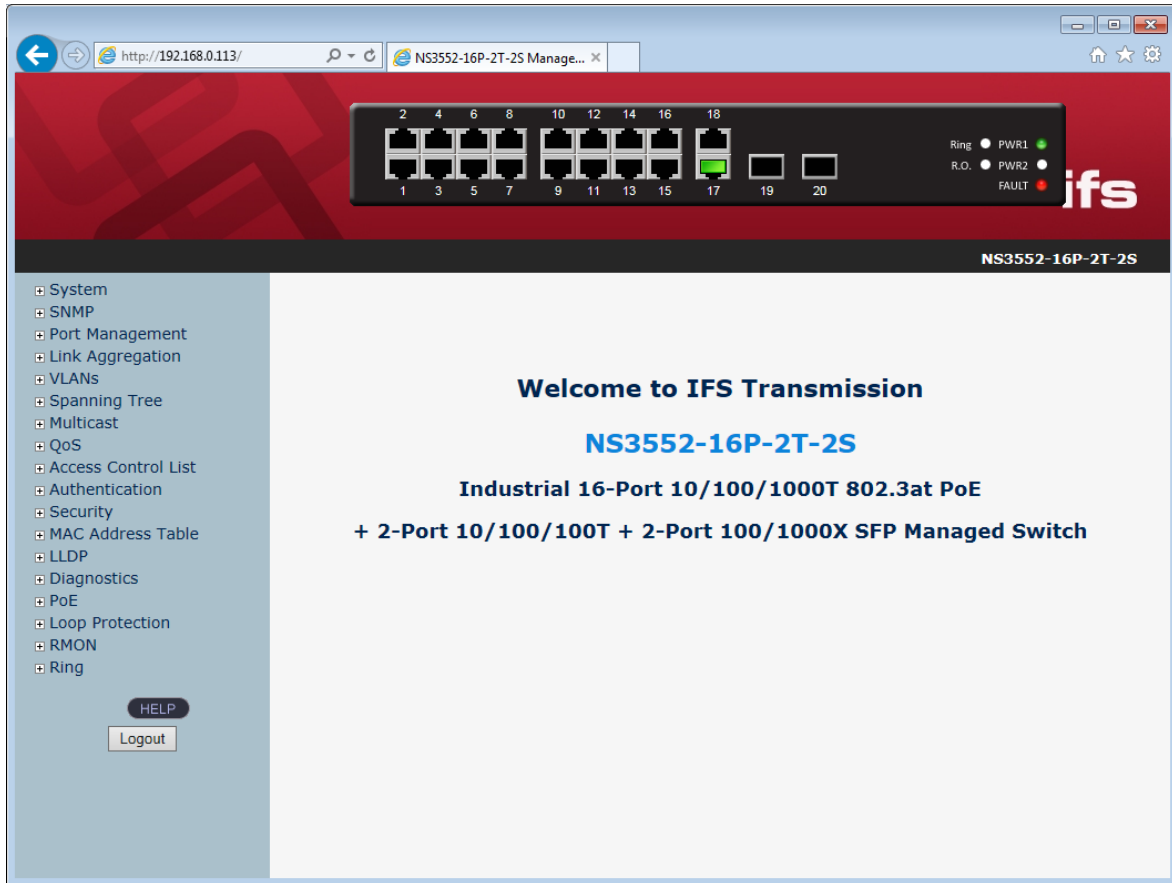 http://192.168.0.113/
NS3552-16P-2T-2S Manage...
2 4 6 8 10 12 14 16 18
1 3 5 7 9 11 13 15 17 19 20
Ring PWR1
R.O. PWR2
FAULT
ifs
NS3552-16P-2T-2S
System
SNMP
Port Management
Link Aggregation
VLANs
Spanning Tree
Multicast
QoS
Access Control List
Authentication
Security
MAC Address Table
LLDP
Diagnostics
PoE
Loop Protection
RMON
Ring
HELP
Logout
Welcome to IFS Transmission
NS3552-16P-2T-2S
Industrial 16-Port 10/100/1000T 802.3at PoE
+ 2-Port 10/100/100T + 2-Port 100/1000X SFP Managed Switch